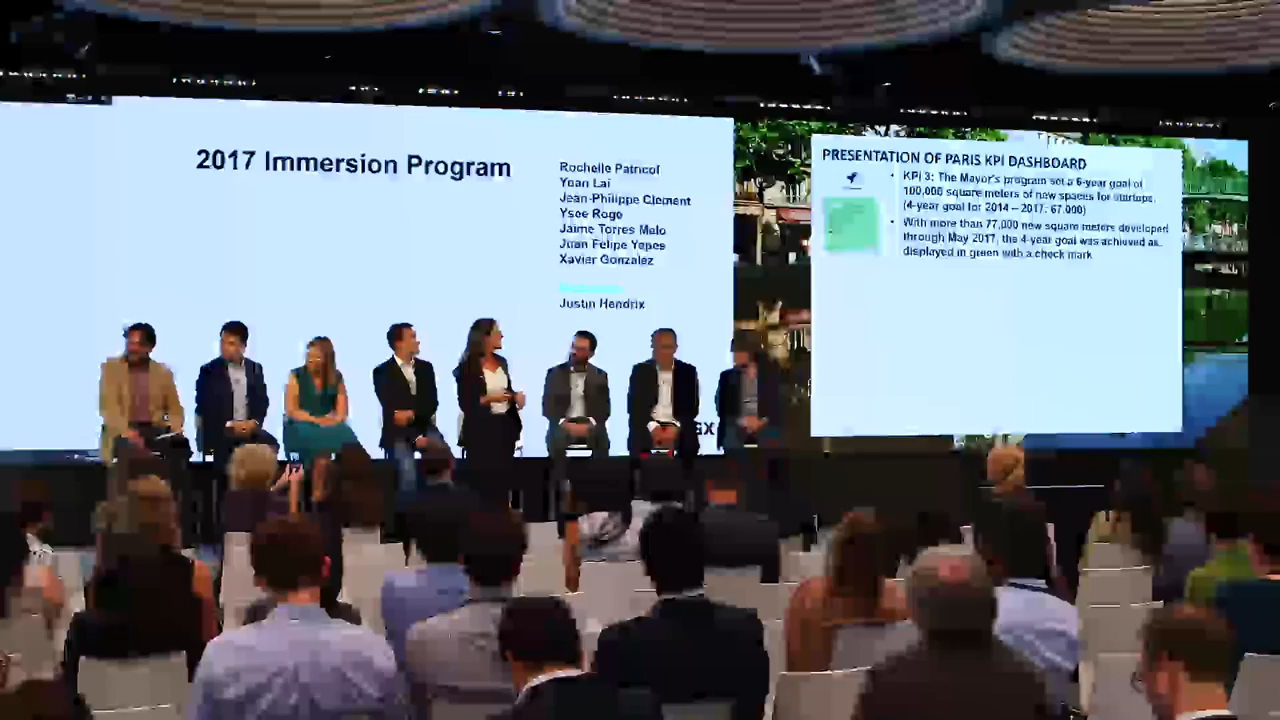 2017 Immersion Program
Rochelle Patricof
Yuan Lai
Jean-Philippe Clement
Ysee Rogo
Jaime Torres Melo
Juan Felipe Yepes
Xavier Gonzalez
Justin Hendrix
GX
PRESENTATION OF PARIS KPI DASHBOARD
• KPI 3: The Mayor's program set a 6-year goal of
100,000 square meters of new spaces for startups.
(4-year goal for 2014 – 2017: 67,000)
• With more than 77,000 new square meters developed
through May 2017, the 4-year goal was achieved as
displayed in green with a check mark